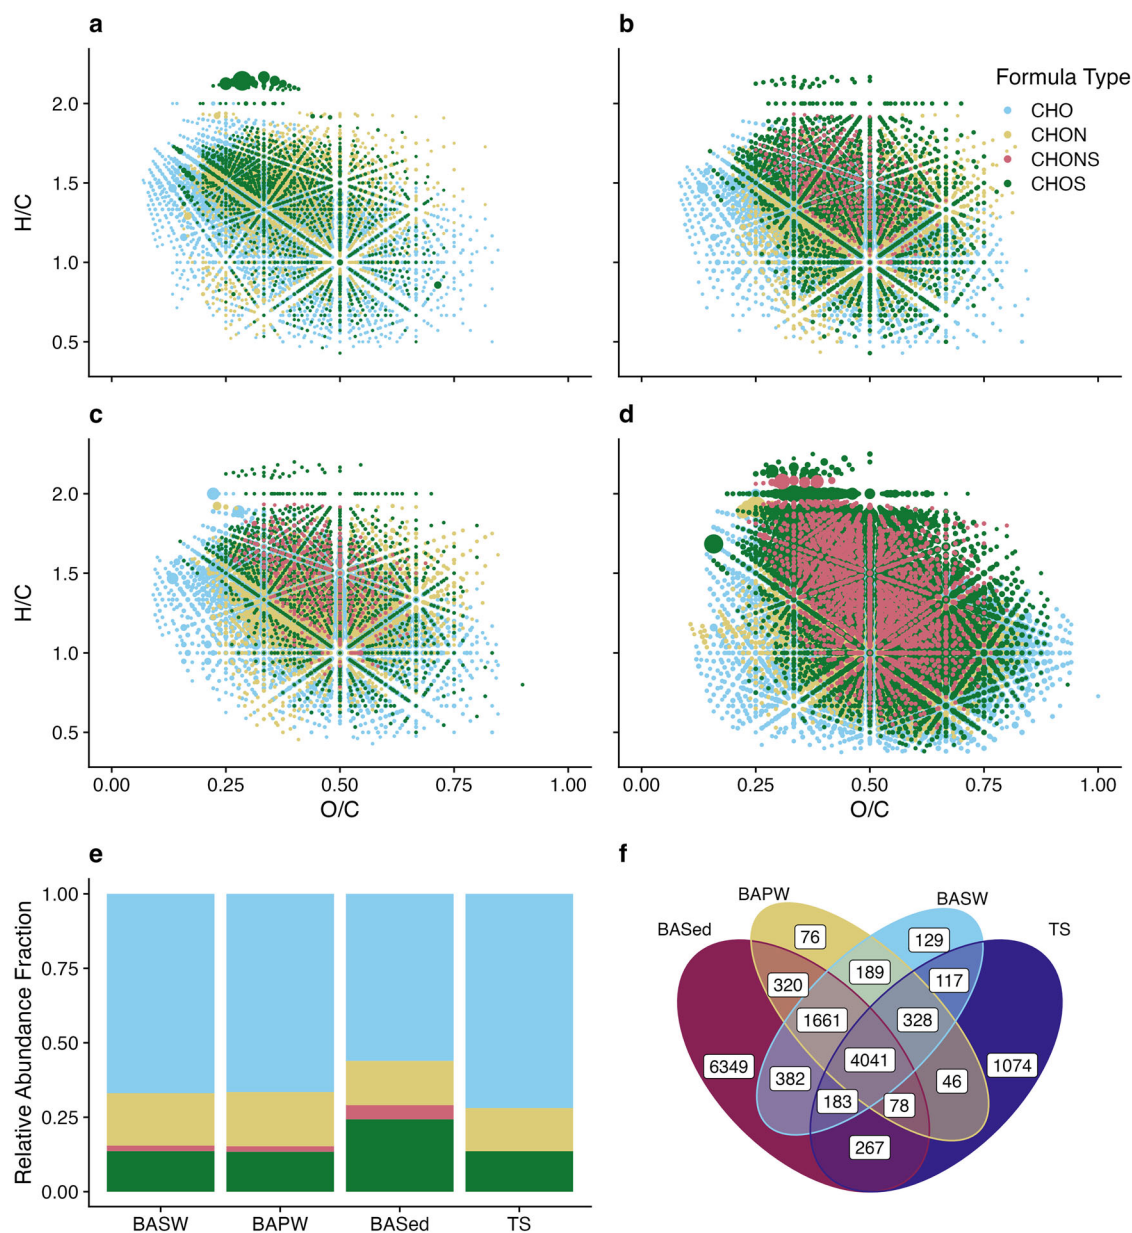 a
b
2.0
1.5
1.0
0.5
H/C
Formula Type
CHO
CHON
CHONS
CHOS
c
d
2.0
1.5
1.0
0.5
H/C
0.00
0.25
0.50
0.75
1.00
O/C
0.00
0.25
0.50
0.75
1.00
O/C
e
1.00
0.75
0.50
0.25
0.00
Relative Abundance Fraction
BASW
BAPW
BASed
TS
f
BAPW
BASW
BASed
TS
76
129
189
320
117
1661
328
4041
6349
1074
382
46
183
78
267